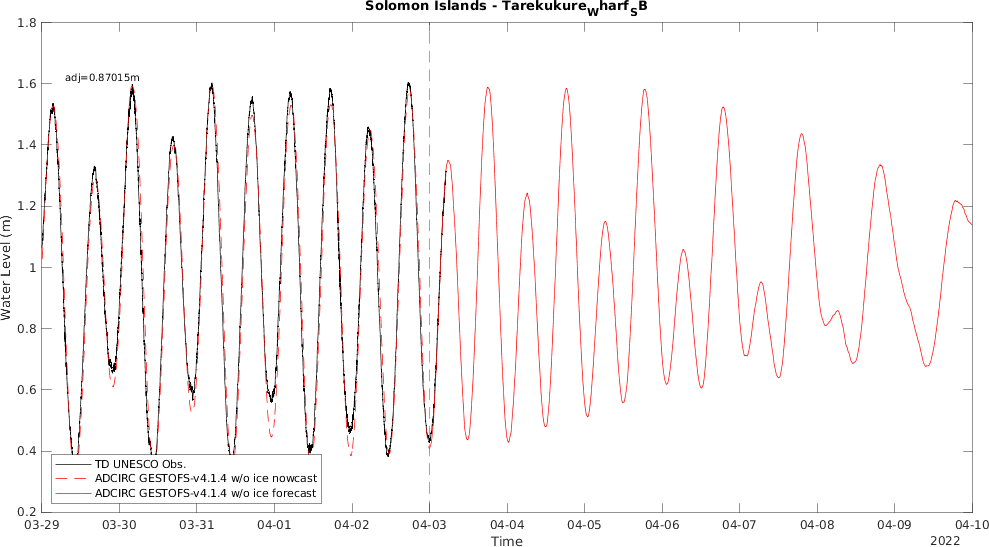 Solomon Islands - Tarekukure_Wharf_SB
1.8
1.6
1.4
1.2
1
0.8
0.6
0.4
0.2
Water Level (m)
adj=0.87015m
TD UNESCO Obs.
ADCIRC GESTOFS-v4.1.4 w/o ice nowcast
ADCIRC GESTOFS-v4.1.4 w/o ice forecast
03-29 03-30 03-31 04-01 04-02 04-03 04-04 04-05 04-06 04-07 04-08 04-09 04-10
Time
2022